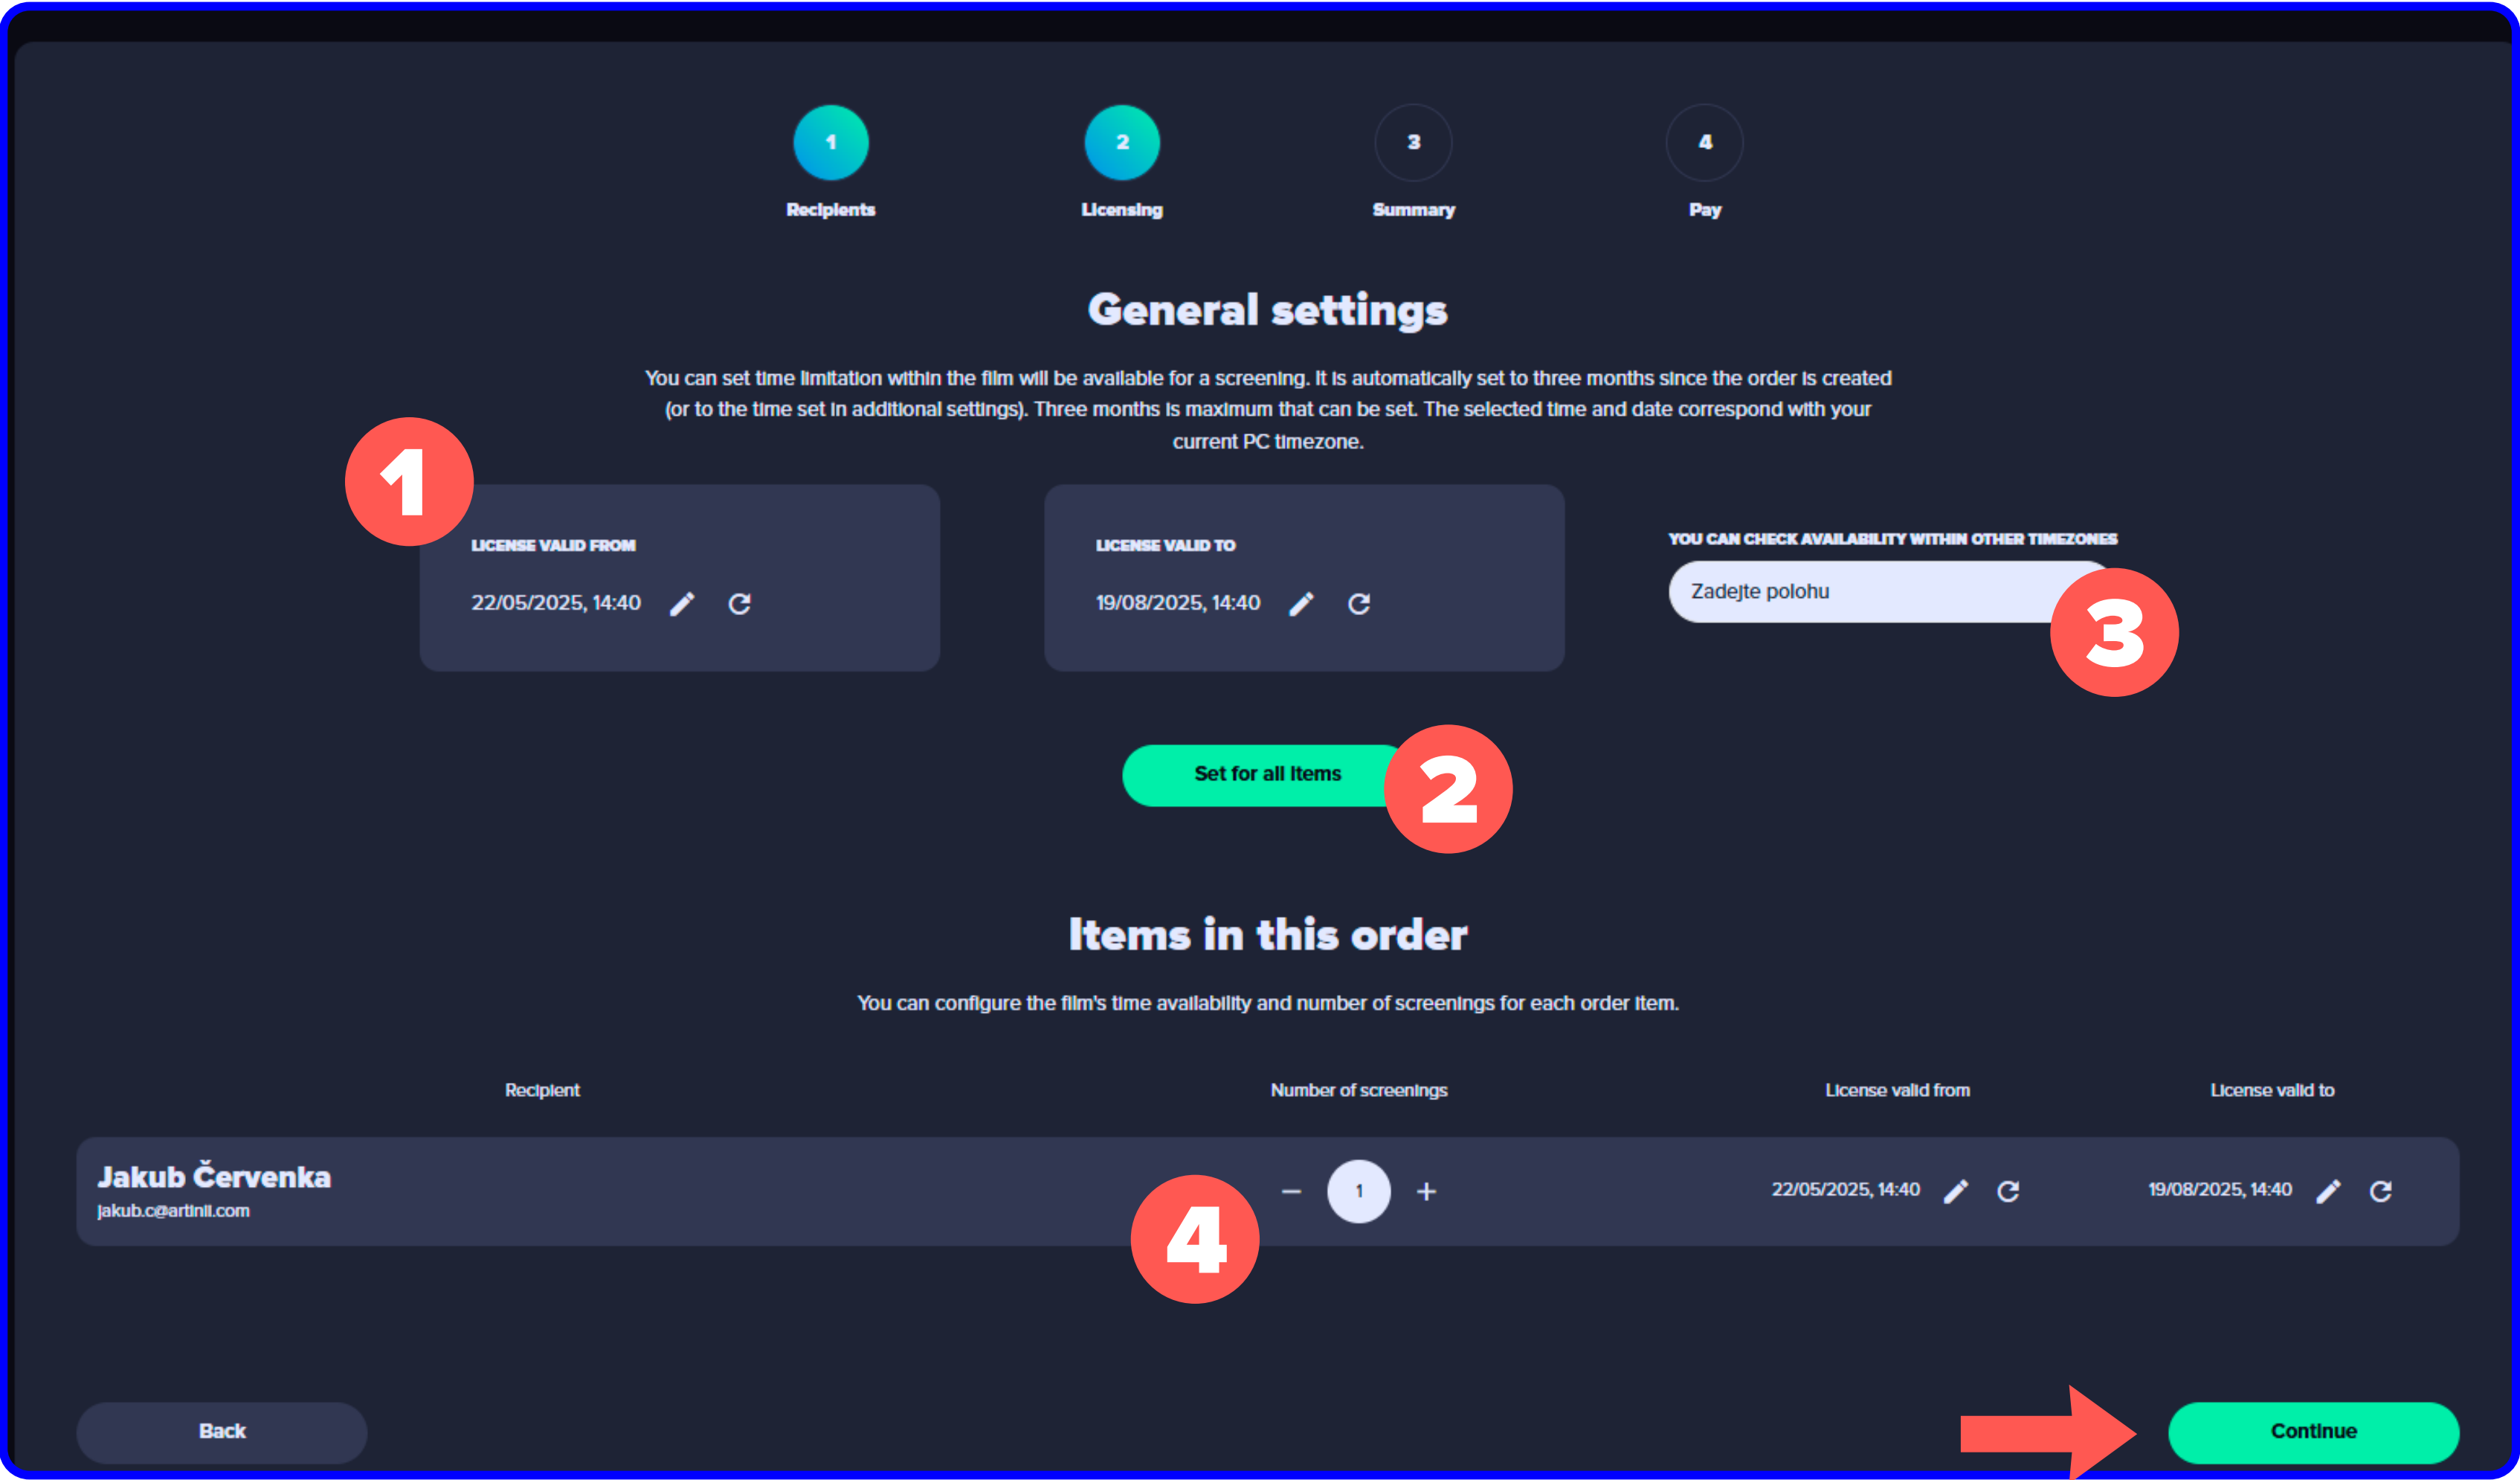 1
2
3
4
Recipients
Licensing
Summary
Pay
General settings
You can set time limitation within the film will be available for a screening. It is automatically set to three months since the order is created
(or to the time set in additional settings). Three months is maximum that can be set. The selected time and date correspond with your
current PC timezone.
1
LICENSE VALID FROM
22/05/2025, 14:40
LICENSE VALID TO
19/08/2025, 14:40
YOU CAN CHECK AVAILABILITY WITHIN OTHER TIMEZONES
Zadejte polohu
3
Set for all items
2
Items in this order
You can configure the film's time availability and number of screenings for each order item.
Recipient
Number of screenings
License valid from
License valid to
Jakub Červenka
jakub.c@artinii.com
4
− 1 +
22/05/2025, 14:40
19/08/2025, 14:40
Back
Continue